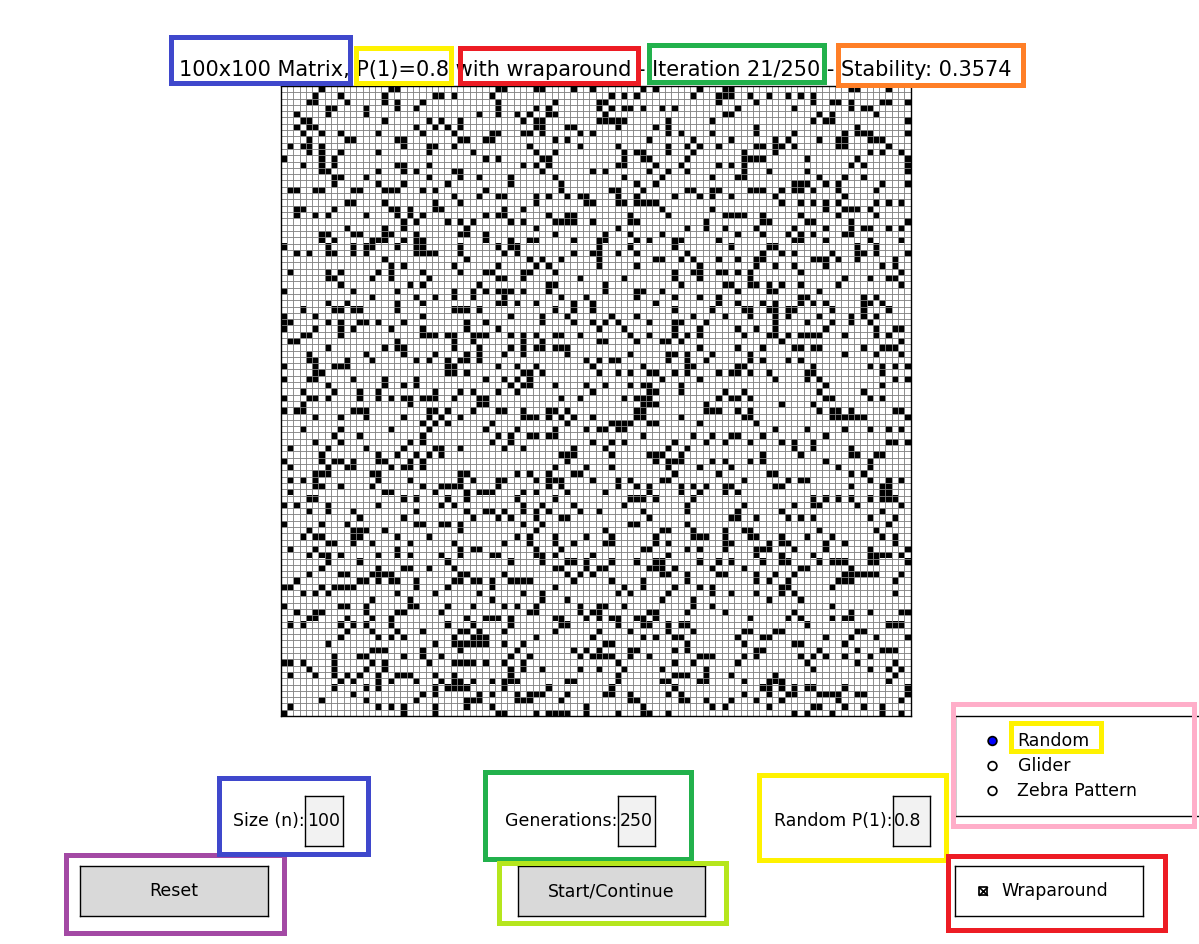 100x100 Matrix, P(1)=0.8 with wraparound - Iteration 21/250 - Stability: 0.3574
Random
Glider
Zebra Pattern
Size (n): 100
Generations: 250
Random P(1): 0.8
Reset
Start/Continue
Wraparound